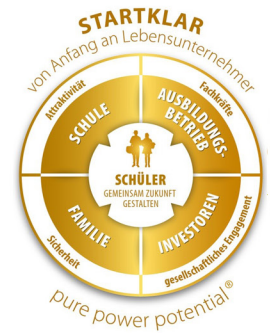 STARTKLAR
von Anfang an Lebensunternehmer
Attraktivität
Fachkräfte
SCHULE
AUSBILDUNGS-
BETRIEB
SCHÜLER
GEMEINSAM ZUKUNFT
GESTALTEN
FAMILIE
INVESTOREN
Sicherheit
gesellschaftliches Engagement
pure power potential®